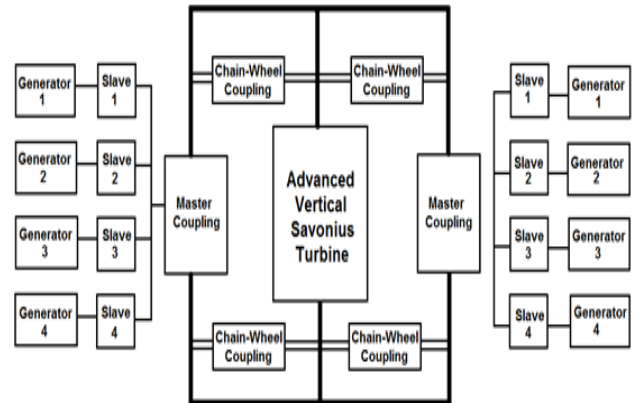 Chain-Wheel
Coupling
Chain-Wheel
Coupling
Generator
1
Slave
1
Slave
1
Generator
1
Generator
2
Slave
2
Slave
2
Generator
2
Master
Coupling
Advanced
Vertical
Savonius
Turbine
Master
Coupling
Generator
3
Slave
3
Slave
3
Generator
3
Generator
4
Slave
4
Slave
4
Generator
4
Chain-Wheel
Coupling
Chain-Wheel
Coupling